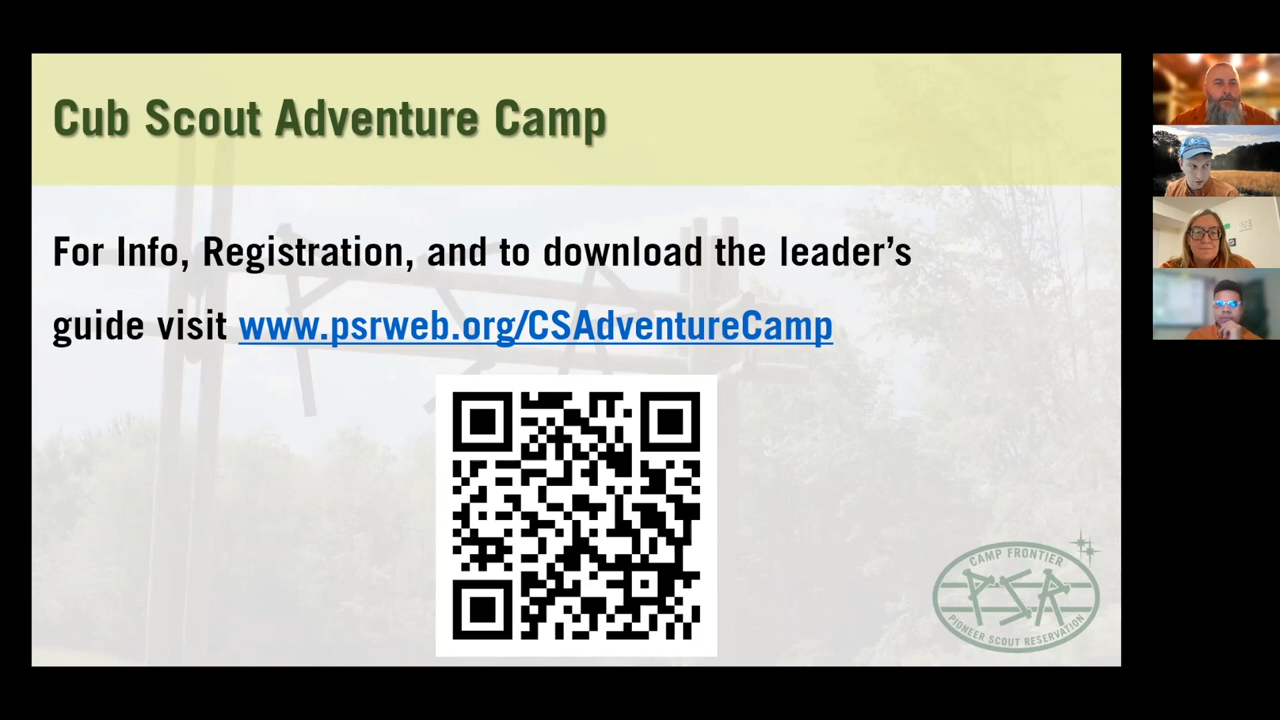 Cub Scout Adventure Camp
For Info, Registration, and to download the leader’s
guide visit www.psrweb.org/CSAdventureCamp
CAMP FRONTIER
PSR
PIONEER SCOUT RESERVATION